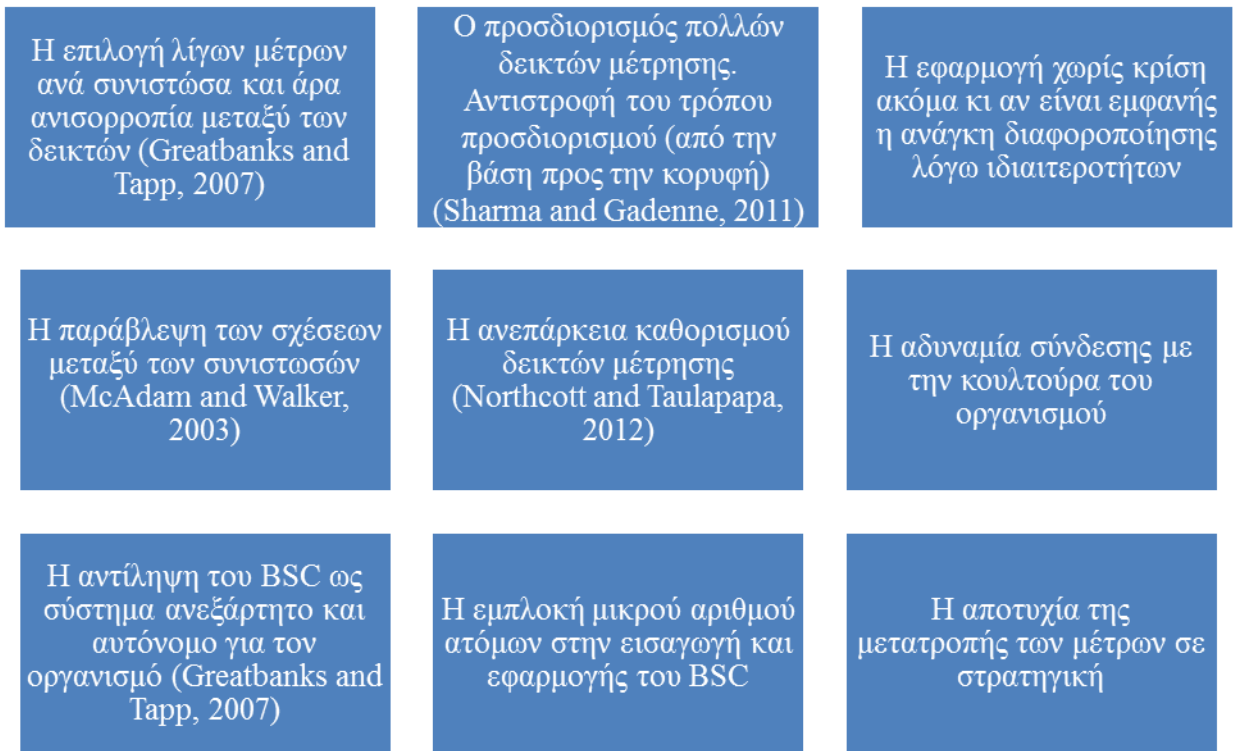 Η επιλογή λίγων μέτρων
ανά συνιστώσα και άρα
ανισορροπία μεταξύ των
δεικτών (Greatbanks and
Tapp, 2007)
Ο προσδιορισμός πολλών
δεικτών μέτρησης.
Αντιστροφή του τρόπου
προσδιορισμού (από την
βάση προς την κορυφή)
(Sharma and Gadenne, 2011)
Η εφαρμογή χωρίς κρίση
ακόμα κι αν είναι εμφανής
η ανάγκη διαφοροποίησης
λόγω ιδιαιτεροτήτων
Η παράβλεψη των σχέσεων
μεταξύ των συνιστωσών
(McAdam and Walker,
2003)
Η ανεπάρκεια καθορισμού
δεικτών μέτρησης
(Northcott and Taulapapa,
2012)
Η αδυναμία σύνδεσης με
την κουλτούρα του
οργανισμού
Η αντίληψη του BSC ως
σύστημα ανεξάρτητο και
αυτόνομο για τον
οργανισμό (Greatbanks and
Tapp, 2007)
Η εμπλοκή μικρού αριθμού
ατόμων στην εισαγωγή και
εφαρμογής του BSC
Η αποτυχία της
μετατροπής των μέτρων σε
στρατηγική